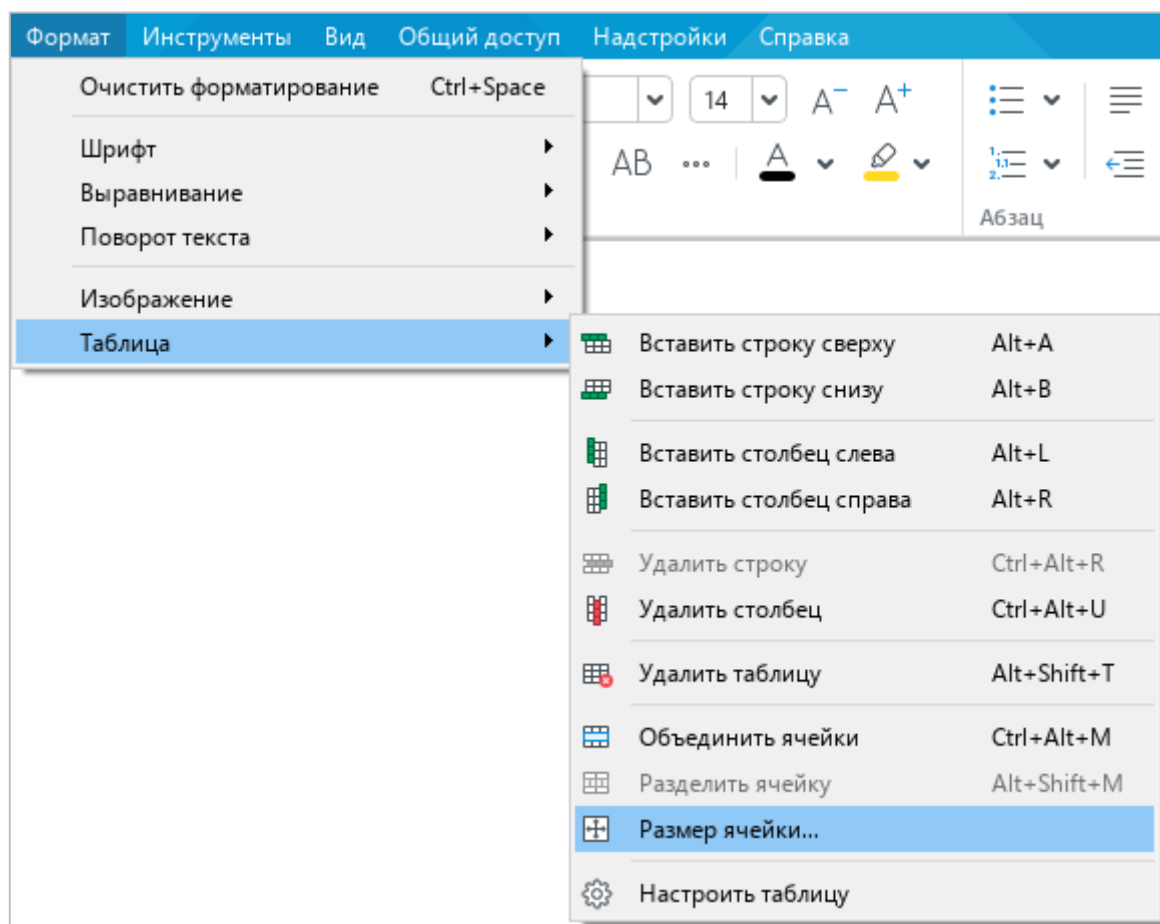 Формат Инструменты Вид Общий доступ Надстройки Справка
Очистить форматирование Ctrl+Space
14 A− A+
Шрифт
AB A
Выравнивание
Поворот текста
Абзац
Изображение
Таблица
Вставить строку сверху Alt+A
Вставить строку снизу Alt+B
Вставить столбец слева Alt+L
Вставить столбец справа Alt+R
Удалить строку Ctrl+Alt+R
Удалить столбец Ctrl+Alt+U
Удалить таблицу Alt+Shift+T
Объединить ячейки Ctrl+Alt+M
Разделить ячейку Alt+Shift+M
Размер ячейки...
Настроить таблицу